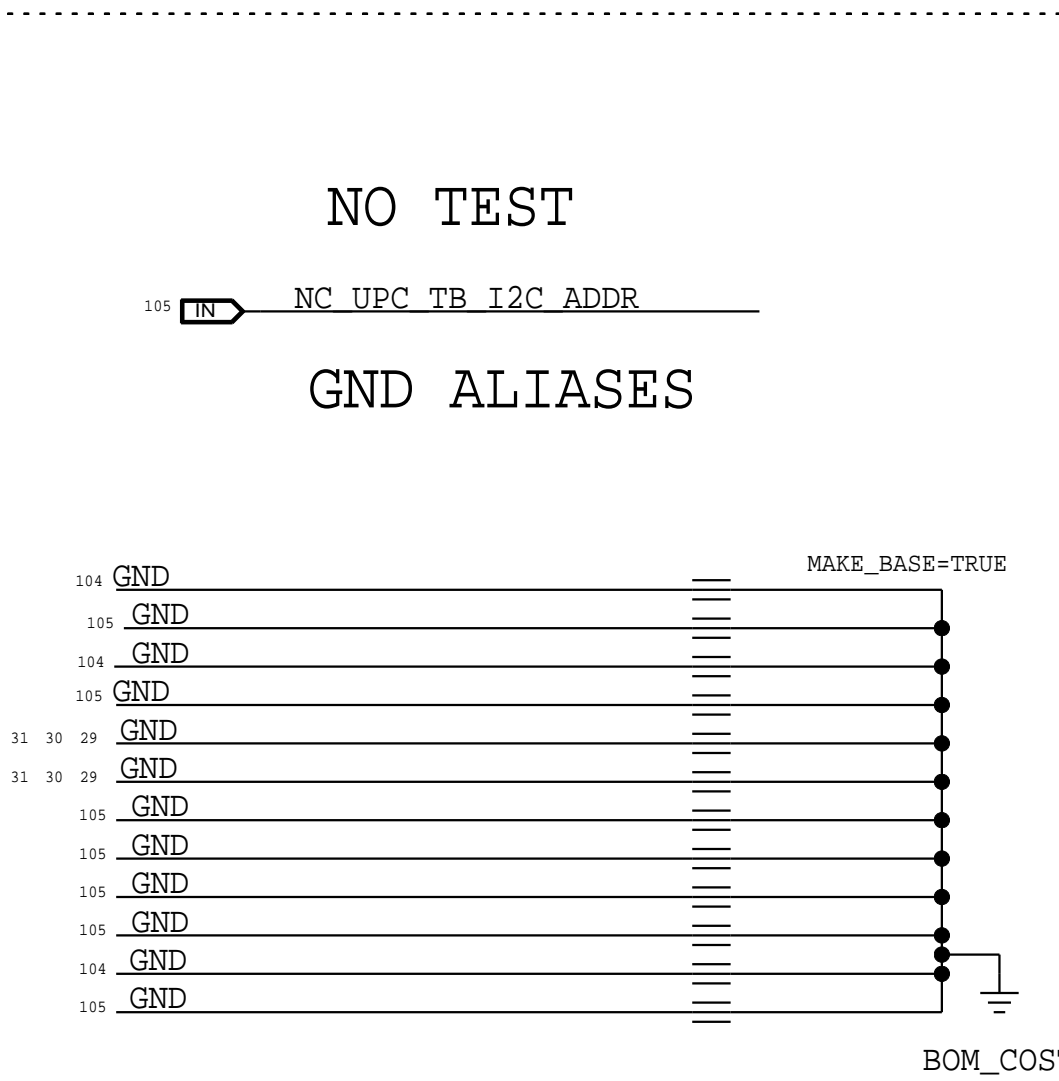 NO TEST
105 IN NC_UPC_TB_I2C_ADDR
GND ALIASES
MAKE_BASE=TRUE
104 GND
105 GND
104 GND
105 GND
31 30 29 GND
31 30 29 GND
105 GND
105 GND
105 GND
105 GND
104 GND
105 GND
BOM_COS